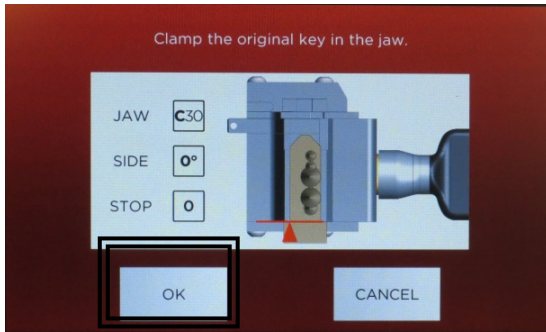 Clamp the original key in the jaw.
JAW C30
SIDE 0°
STOP 0
OK CANCEL